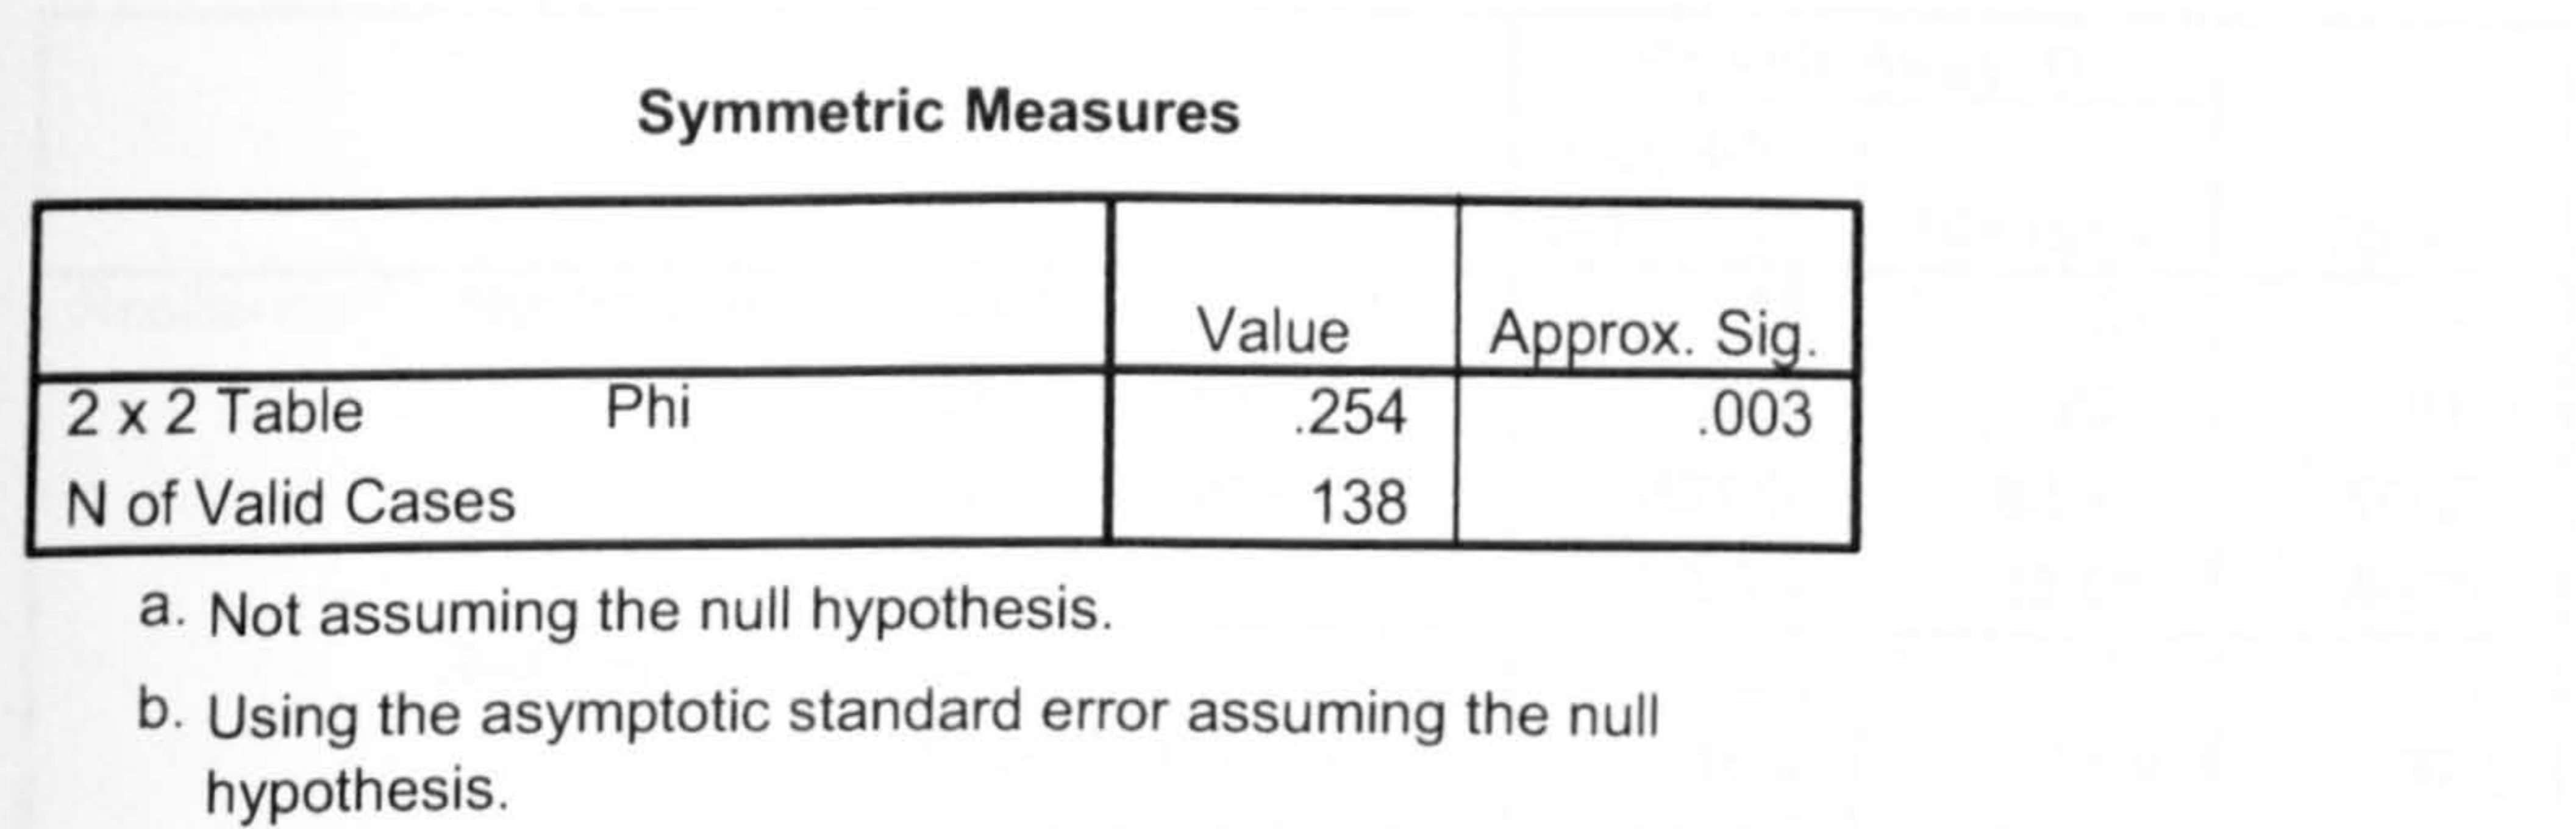 Symmetric Measures
Value Approx. Sig.
2 x 2 Table Phi .254 .003
N of Valid Cases 138
a. Not assuming the null hypothesis.
b. Using the asymptotic standard error assuming the null
hypothesis.